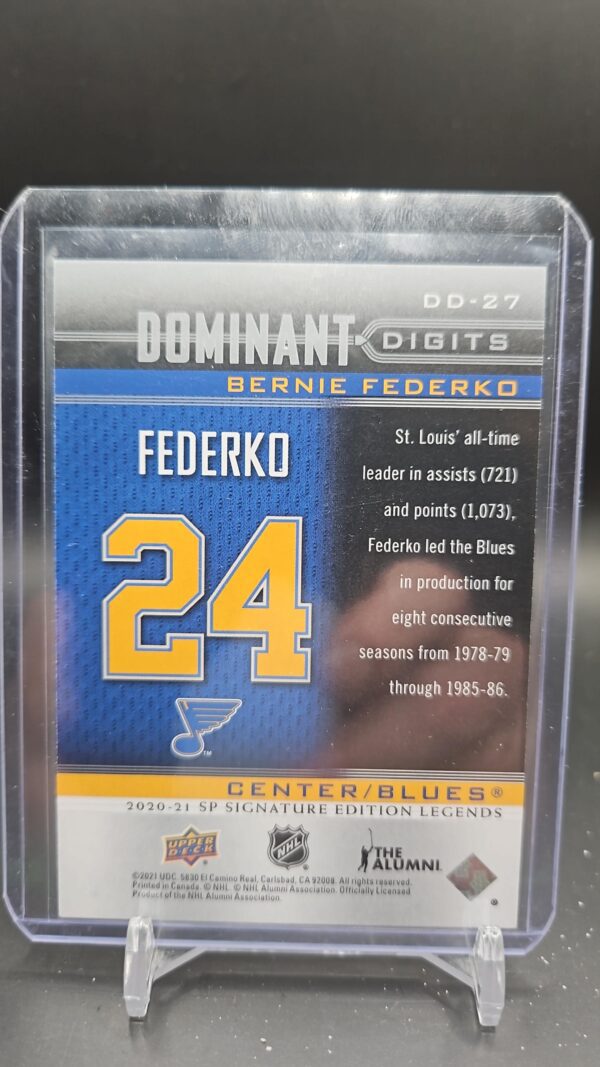 DD-27
DOMINANT DIGITS
BERNIE FEDERKO
FEDERKO
24
St. Louis' all-time
leader in assists (721)
and points (1,073),
Federko led the Blues
in production for
eight consecutive
seasons from 1978-79
through 1985-86.
TM
CENTER/BLUES®
2020-21 SP SIGNATURE EDITION LEGENDS
UPPER
DECK
NHL
THE
ALUMNI
©2021 UDC. 5830 El Camino Real, Carlsbad, CA 92008. All rights reserved.
Printed in Canada. © NHL. © NHL Alumni Association. Officially Licensed
Product of the NHL Alumni Association.
®